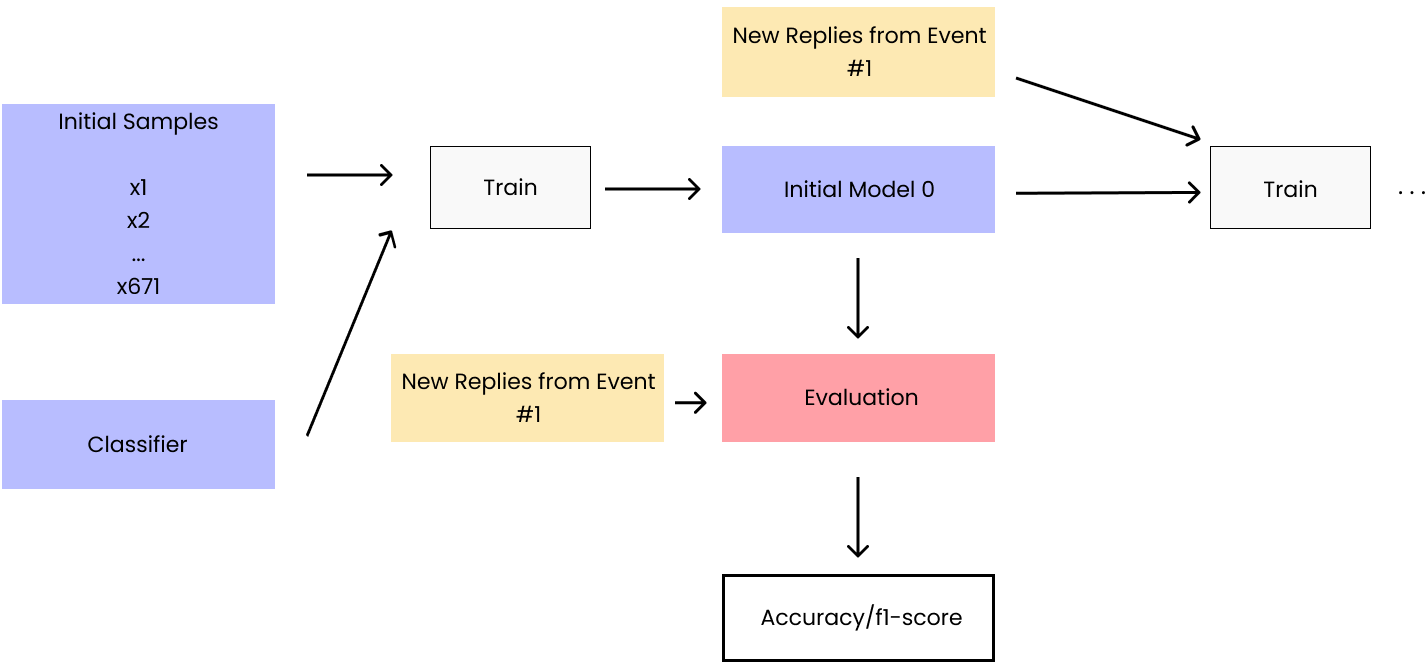 New Replies from Event
#1
Initial Samples
x1
x2
...
x671
Train
Initial Model 0
Train
...
New Replies from Event
#1
Evaluation
Classifier
Accuracy/f1-score